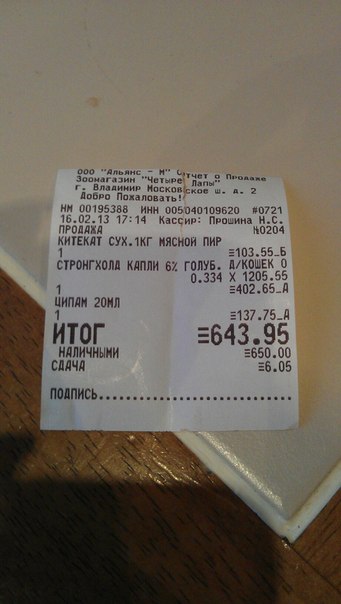 ООО "Альянс - М" Отчет о Продаже
Зоомагазин "Четыре Лапы"
г. Владимир Московское ш. д. 2
Добро Пожаловать!
НМ 00195388 ИНН 005040109620 #0721
16.02.13 17:14 Кассир: Прошина Н.С.
ПРОДАЖА №0204
КИТЕКАТ СУХ.1КГ МЯСНОЙ ПИР
1 ≡103.55_Б
СТРОНГХОЛД КАПЛИ 6% ГОЛУБ. Д/КОШЕК 0
0.334 X 1205.55
1 ≡402.65_А
ЦИПАМ 20МЛ
1 ≡137.75_А
ИТОГ ≡643.95
НАЛИЧНЫМИ ≡650.00
СДАЧА ≡6.05
ПОДПИСЬ..............................